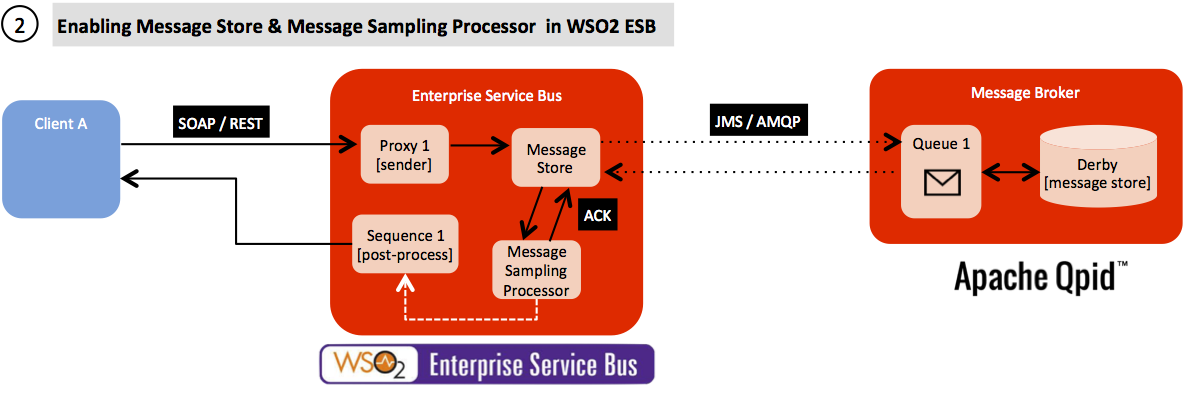 2 Enabling Message Store & Message Sampling Processor in WSO2 ESB
Client A
SOAP / REST
Enterprise Service Bus
Proxy 1
[sender]
Message
Store
ACK
Sequence 1
[post-process]
Message
Sampling
Processor
JMS / AMQP
Message Broker
Queue 1
Derby
[message store]
Apache Qpid™
WSO2 Enterprise Service Bus